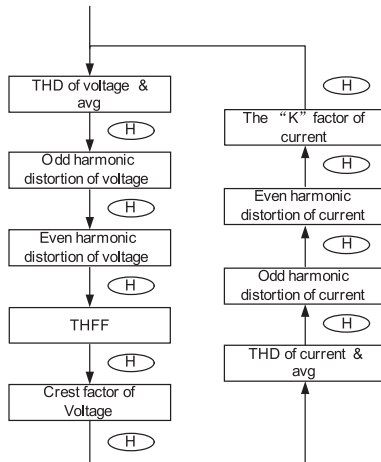 THD of voltage &
avg
H
Odd harmonic
distortion of voltage
H
Even harmonic
distortion of voltage
H
THFF
H
Crest factor of
Voltage
H
H
The “K” factor of
current
H
Even harmonic
distortion of current
H
Odd harmonic
distortion of current
H
THD of current &
avg